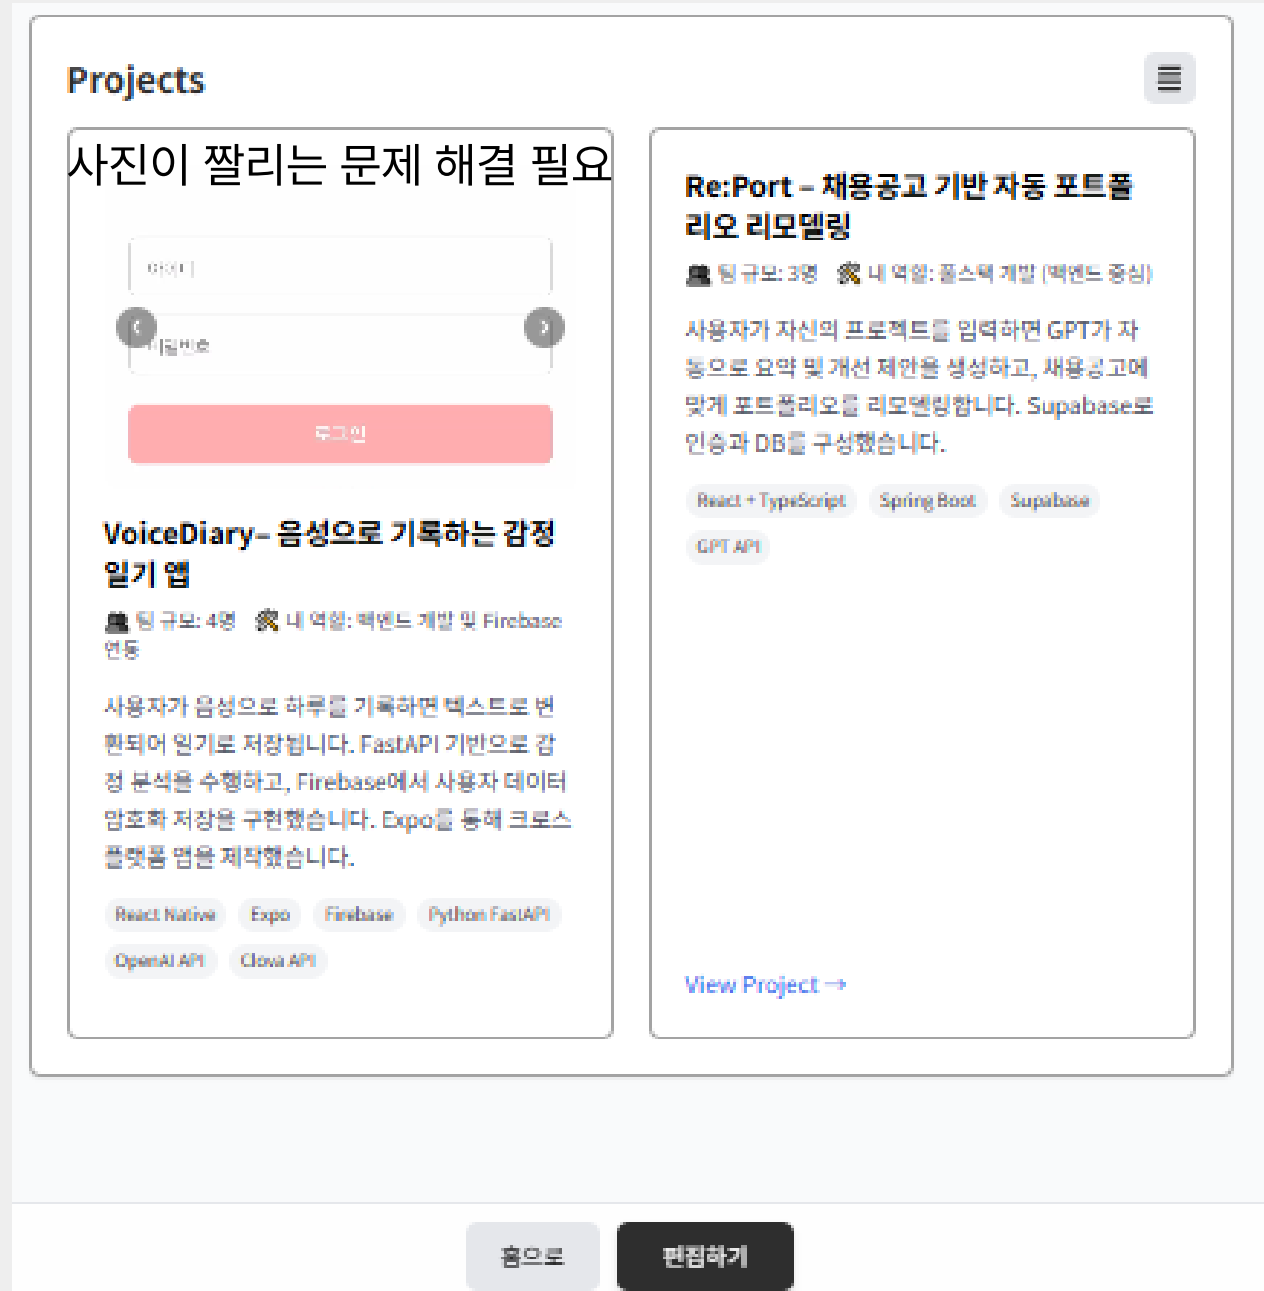 Projects
사진이 짤리는 문제 해결 필요
아이디
비밀번호
로그인
VoiceDiary– 음성으로 기록하는 감정
일기 앱
팀 규모: 4명 내 역할: 백엔드 개발 및 Firebase
연동
사용자가 음성으로 하루를 기록하면 텍스트로 변
환되어 일기로 저장됩니다. FastAPI 기반으로 감
정 분석을 수행하고, Firebase에서 사용자 데이터
암호화 저장을 구현했습니다. Expo를 통해 크로스
플랫폼 앱을 제작했습니다.
React Native Expo Firebase Python FastAPI
OpenAI API Clova API
Re:Port – 채용공고 기반 자동 포트폴
리오 리모델링
팀 규모: 3명 내 역할: 풀스택 개발 (백엔드 중심)
사용자가 자신의 프로젝트를 입력하면 GPT가 자
동으로 요약 및 개선 제안을 생성하고, 채용공고에
맞게 포트폴리오를 리모델링합니다. Supabase로
인증과 DB를 구성했습니다.
React + TypeScript Spring Boot Supabase
GPT API
View Project →
홈으로 편집하기